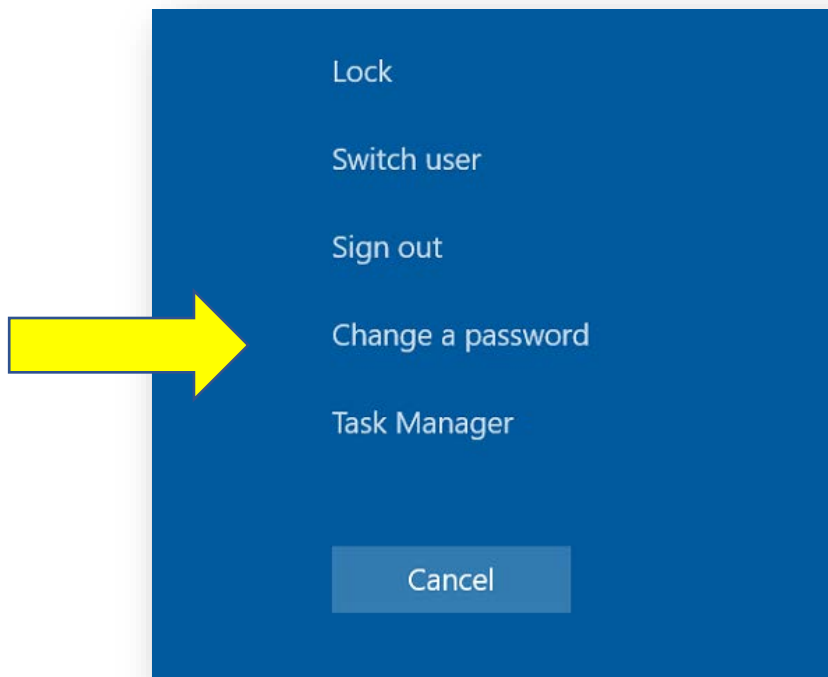 Lock
Switch user
Sign out
Change a password
Task Manager
Cancel